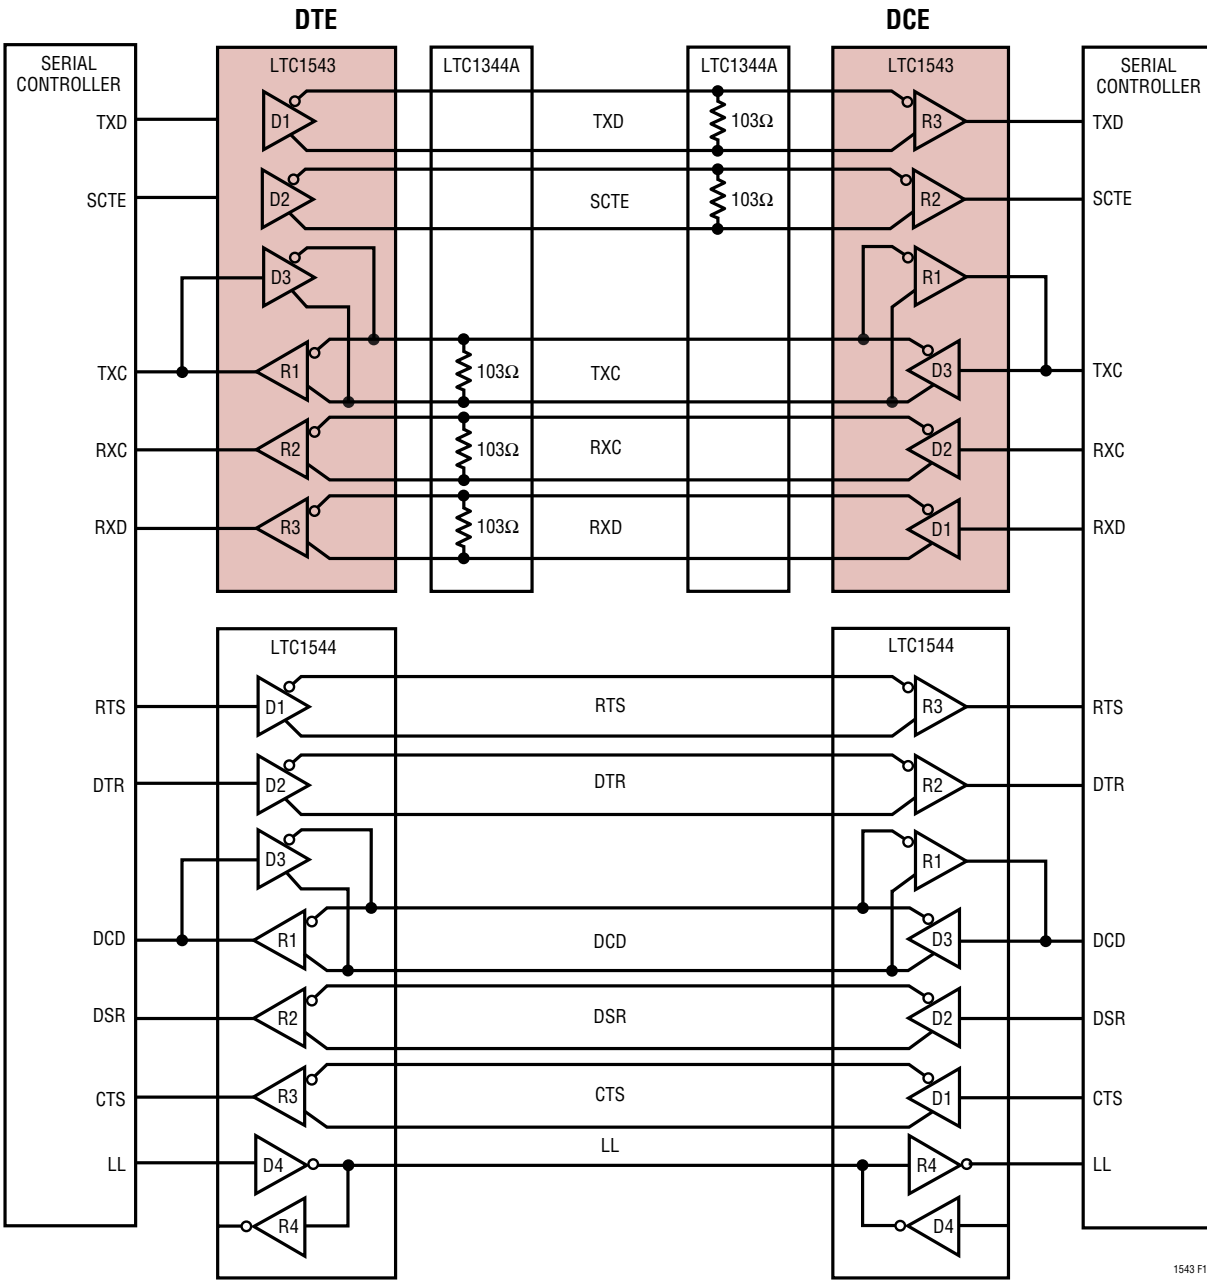 DTE
DCE
SERIAL
CONTROLLER
LTC1543
LTC1344A
LTC1344A
LTC1543
SERIAL
CONTROLLER
TXD
D1
TXD
103Ω
R3
TXD
SCTE
D2
SCTE
103Ω
R2
SCTE
D3
R1
TXC
R1
103Ω
TXC
D3
TXC
RXC
R2
103Ω
RXC
D2
RXC
RXD
R3
103Ω
RXD
D1
RXD
LTC1544
LTC1544
RTS
D1
RTS
R3
RTS
DTR
D2
DTR
R2
DTR
D3
R1
DCD
R1
DCD
D3
DCD
DSR
R2
DSR
D2
DSR
CTS
R3
CTS
D1
CTS
LL
D4
LL
R4
LL
R4
D4
1543 F1